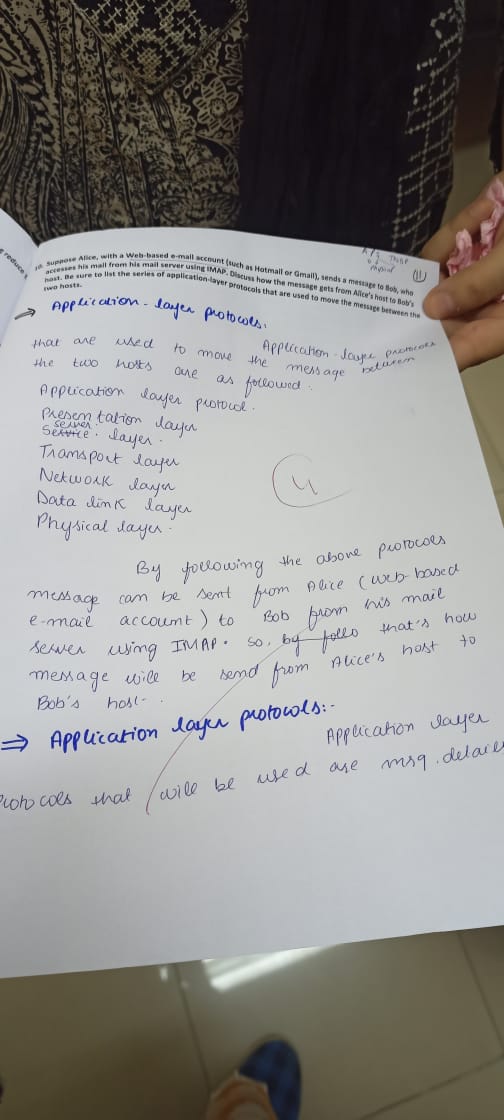 e reduce
A P S TNDP
Physical
(11)
10. Suppose Alice, with a Web-based e-mail account (such as Hotmail or Gmail), sends a message to Bob, who
accesses his mail from his mail server using IMAP. Discuss how the message gets from Alice's host to Bob's
host. Be sure to list the series of application-layer protocols that are used to move the message between the
two hosts.
→ Application-layer protocols:
Application-layer protocols
that are used to move the message between
the two hosts are as followed.
Application layer protocol.
Presentation layer
server
Service. layer.
Transport layer
Network layer
Data link layer
Physical layer.
4
By following the above protocols
message can be sent from Alice (web-based
e-mail account) to Bob from his mail
server using IMAP. so, by follo that's how
message will be send from Alice's host to
Bob's host.
⇒ Application layer protocols:-
Application layer
protocols that will be used are msg.